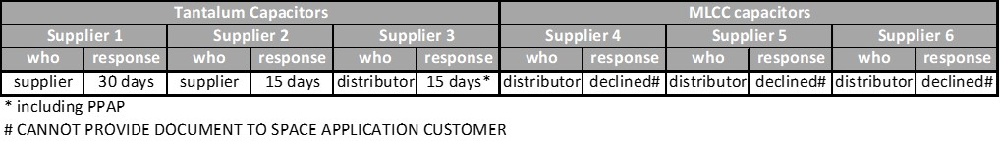 Tantalum Capacitors MLCC capacitors
Supplier 1 Supplier 2 Supplier 3 Supplier 4 Supplier 5 Supplier 6
who response who response who response who response who response who response
supplier 30 days supplier 15 days distributor 15 days* distributor declined# distributor declined# distributor declined#
* including PPAP
# CANNOT PROVIDE DOCUMENT TO SPACE APPLICATION CUSTOMER